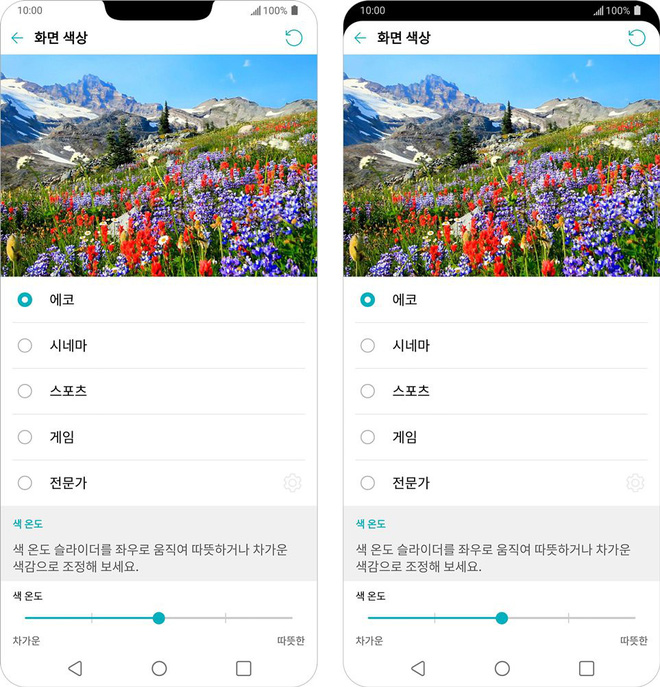 10:00
100%
화면 색상
에코
시네마
스포츠
게임
전문가
색 온도
색 온도 슬라이더를 좌우로 움직여 따뜻하거나 차가운
색감으로 조정해 보세요.
색 온도
차가운
따뜻한
10:00
100%
화면 색상
에코
시네마
스포츠
게임
전문가
색 온도
색 온도 슬라이더를 좌우로 움직여 따뜻하거나 차가운
색감으로 조정해 보세요.
색 온도
차가운
따뜻한